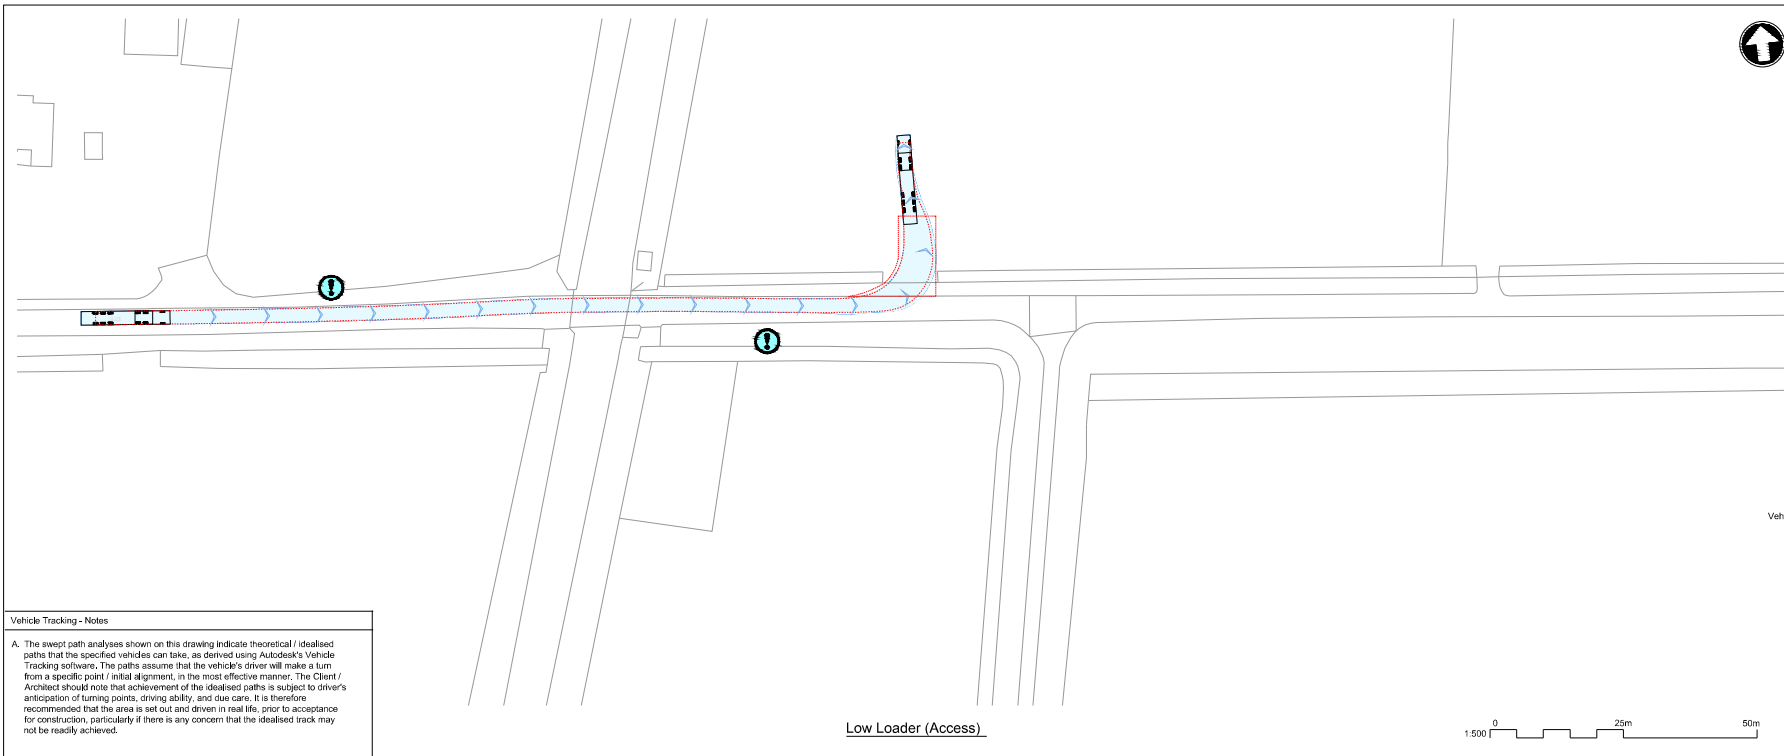 Veh
Vehicle Tracking - Notes
A. The swept path analyses shown on this drawing indicate theoretical / idealised
paths that the specified vehicles can take, as derived using Autodesk's Vehicle
Tracking software. The paths assume that the vehicle's driver will make a turn
from a specific point / initial alignment, in the most effective manner. The Client /
Architect should note that achievement of the idealised paths is subject to driver's
anticipation of turning points, driving ability, and due care. It is therefore
recommended that the area is set out and driven in real life, prior to acceptance
for construction, particularly if there is any concern that the idealised track may
not be readily achieved.
Low Loader (Access)
0 25m 50m
1:500